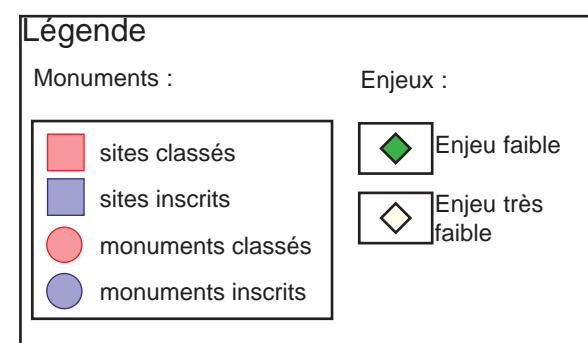 Légende
Monuments :
sites classés
sites inscrits
monuments classés
monuments inscrits
Enjeux :
Enjeu faible
Enjeu très
faible